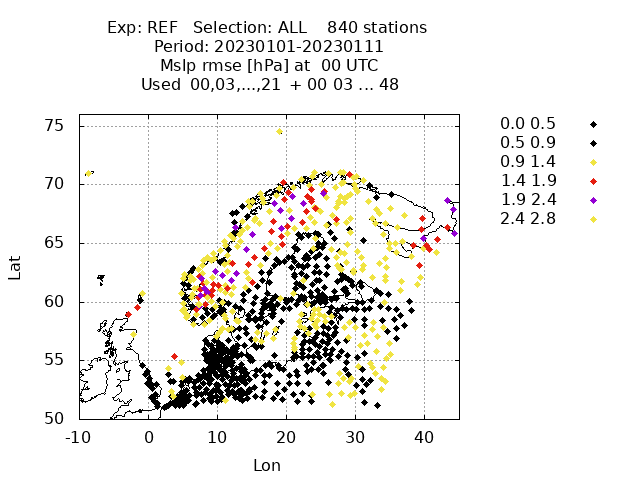 Exp: REF   Selection: ALL    840 stations
Period: 20230101-20230111
Mslp rmse [hPa] at  00 UTC
Used  00,03,...,21  + 00 03 ... 48
75
70
65
60
55
50
Lat
-10 0 10 20 30 40
Lon
0.0 0.5
0.5 0.9
0.9 1.4
1.4 1.9
1.9 2.4
2.4 2.8